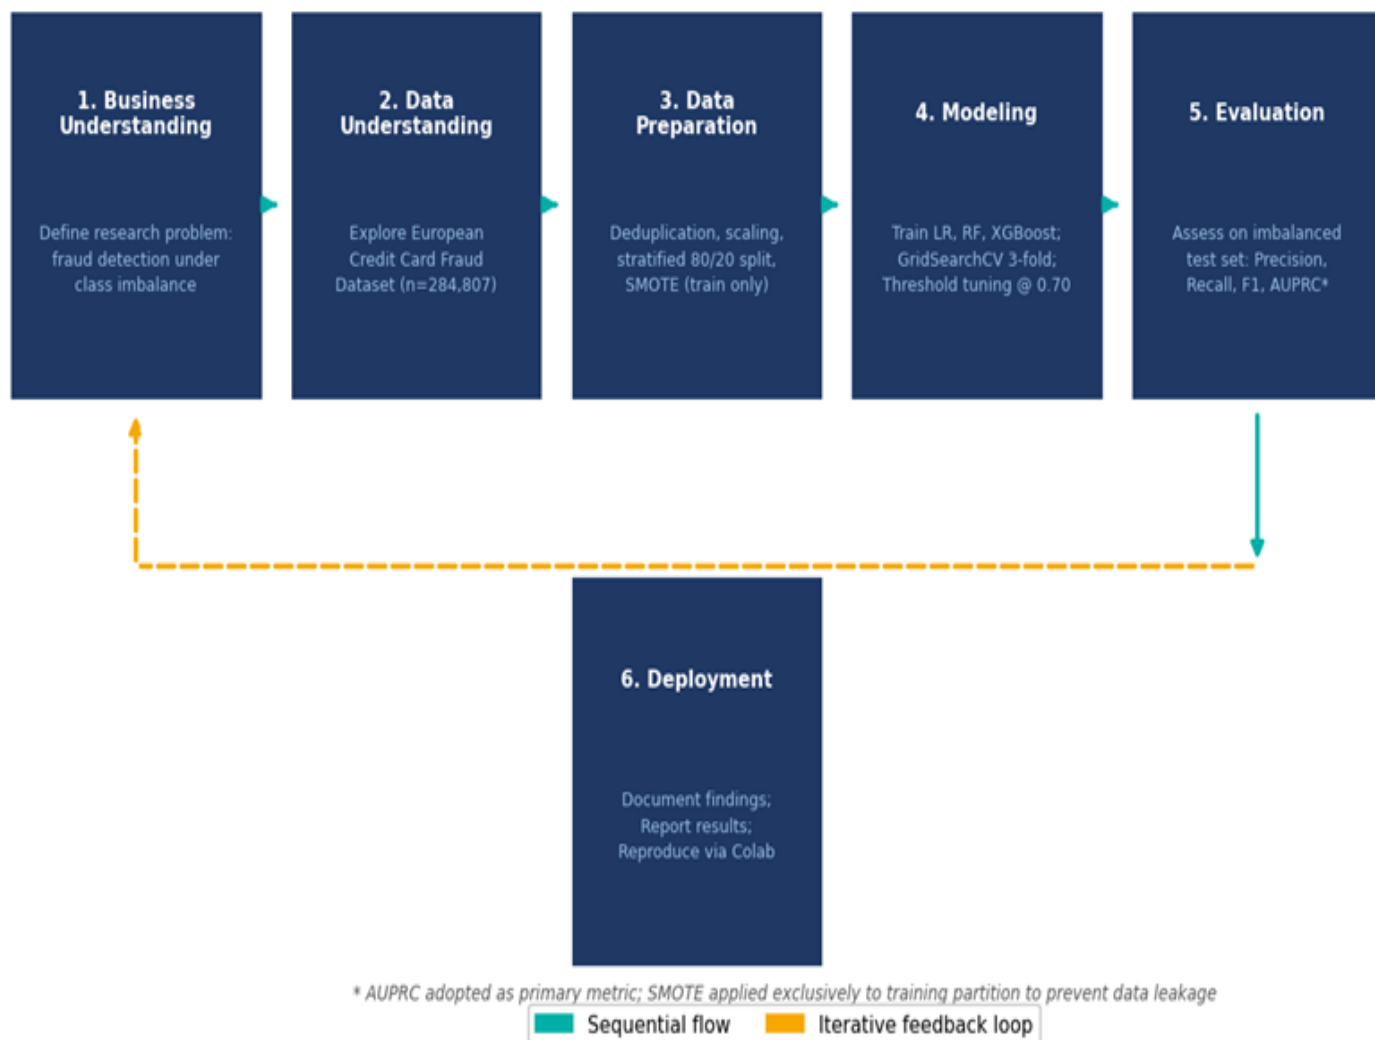 1. Business
Understanding
Define research problem:
fraud detection under
class imbalance
2. Data
Understanding
Explore European
Credit Card Fraud
Dataset (n=284,807)
3. Data
Preparation
Deduplication, scaling,
stratified 80/20 split,
SMOTE (train only)
4. Modeling
Train LR, RF, XGBoost;
GridSearchCV 3-fold;
Threshold tuning @ 0.70
5. Evaluation
Assess on imbalanced
test set: Precision,
Recall, F1, AUPRC*
6. Deployment
Document findings;
Report results;
Reproduce via Colab
* AUPRC adopted as primary metric; SMOTE applied exclusively to training partition to prevent data leakage
Sequential flow
Iterative feedback loop